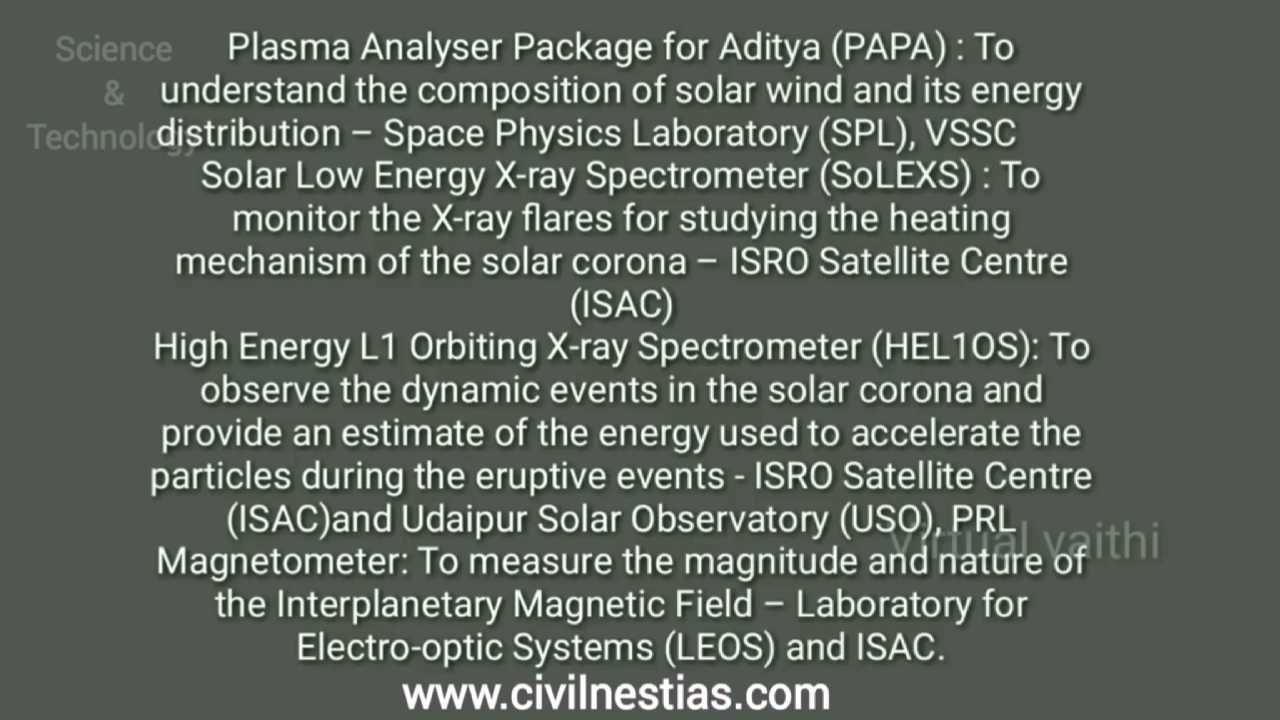 Science
&
Technology
Plasma Analyser Package for Aditya (PAPA) : To
understand the composition of solar wind and its energy
distribution – Space Physics Laboratory (SPL), VSSC
Solar Low Energy X-ray Spectrometer (SoLEXS) : To
monitor the X-ray flares for studying the heating
mechanism of the solar corona – ISRO Satellite Centre
(ISAC)
High Energy L1 Orbiting X-ray Spectrometer (HEL1OS): To
observe the dynamic events in the solar corona and
provide an estimate of the energy used to accelerate the
particles during the eruptive events - ISRO Satellite Centre
(ISAC)and Udaipur Solar Observatory (USO), PRL
Virtual vaithi
Magnetometer: To measure the magnitude and nature of
the Interplanetary Magnetic Field – Laboratory for
Electro-optic Systems (LEOS) and ISAC.
www.civilnestias.com